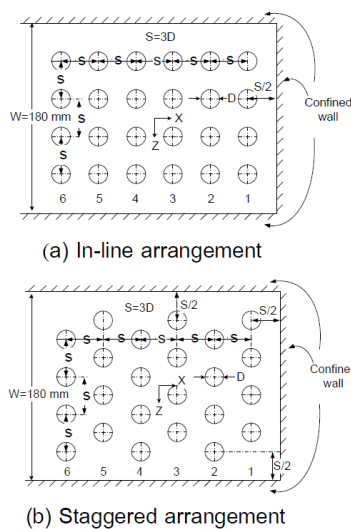 S=3D
S S S S S
S
W=180 mm
S
S
D
X
Z
S/2
Confined
wall
6 5 4 3 2 1
(a) In-line arrangement
S=3D
S/2
S/2
S S S S S
S
W=180 mm
S
S
D
X
Z
Confined
wall
S/2
6 5 4 3 2 1
(b) Staggered arrangement